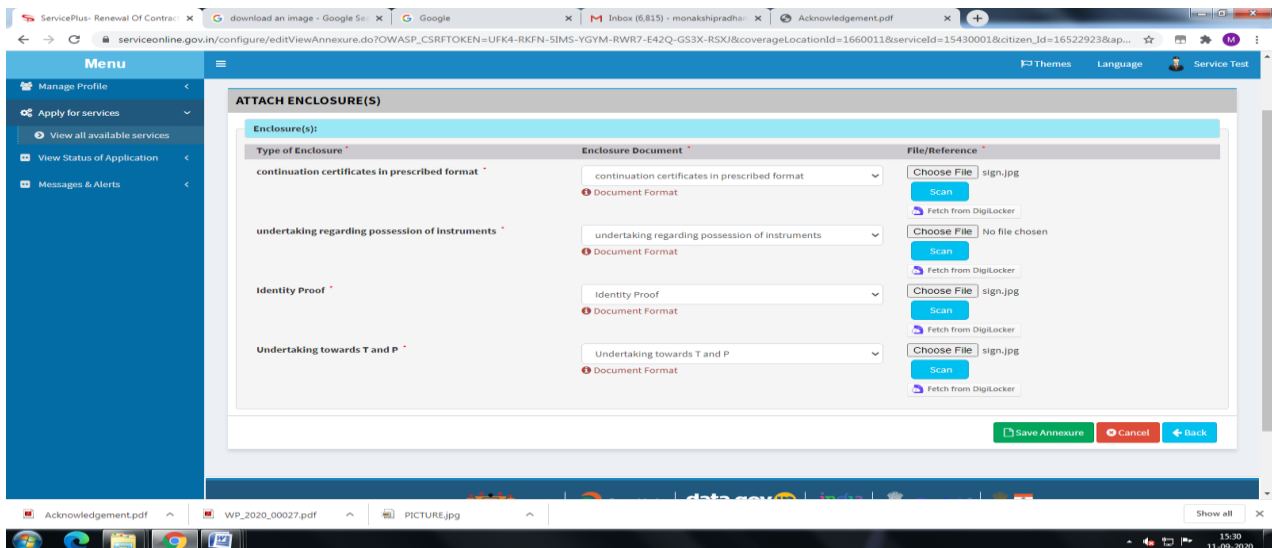 ServicePlus- Renewal Of Contrac
download an image - Google Sea
Google
Inbox (6,815) - monakshipradhan
Acknowledgement.pdf
serviceonline.gov.in/configure/editViewAnnexure.do?OWASP_CSRFTOKEN=UFK4-RKFN-5IMS-YGYM-RWR7-E42Q-GS3X-RSXJ&coverageLocationId=1660011&serviceId=15430001&citizen_Id=16522923&ap...
M
Menu
Themes Language Service Test
Manage Profile
Apply for services
View all available services
View Status of Application
Messages & Alerts
ATTACH ENCLOSURE(S)
Enclosure(s):
Type of Enclosure * Enclosure Document * File/Reference *
continuation certificates in prescribed format * continuation certificates in prescribed format Choose File sign.jpg
Document Format Scan
Fetch from DigiLocker
undertaking regarding possession of instruments * undertaking regarding possession of instruments Choose File No file chosen
Document Format Scan
Fetch from DigiLocker
Identity Proof * Identity Proof Choose File sign.jpg
Document Format Scan
Fetch from DigiLocker
Undertaking towards T and P * Undertaking towards T and P Choose File sign.jpg
Document Format Scan
Fetch from DigiLocker
Save Annexure Cancel Back
data.gov
Acknowledgement.pdf WP_2020_00027.pdf PICTURE.jpg Show all
15:30
11-09-2020